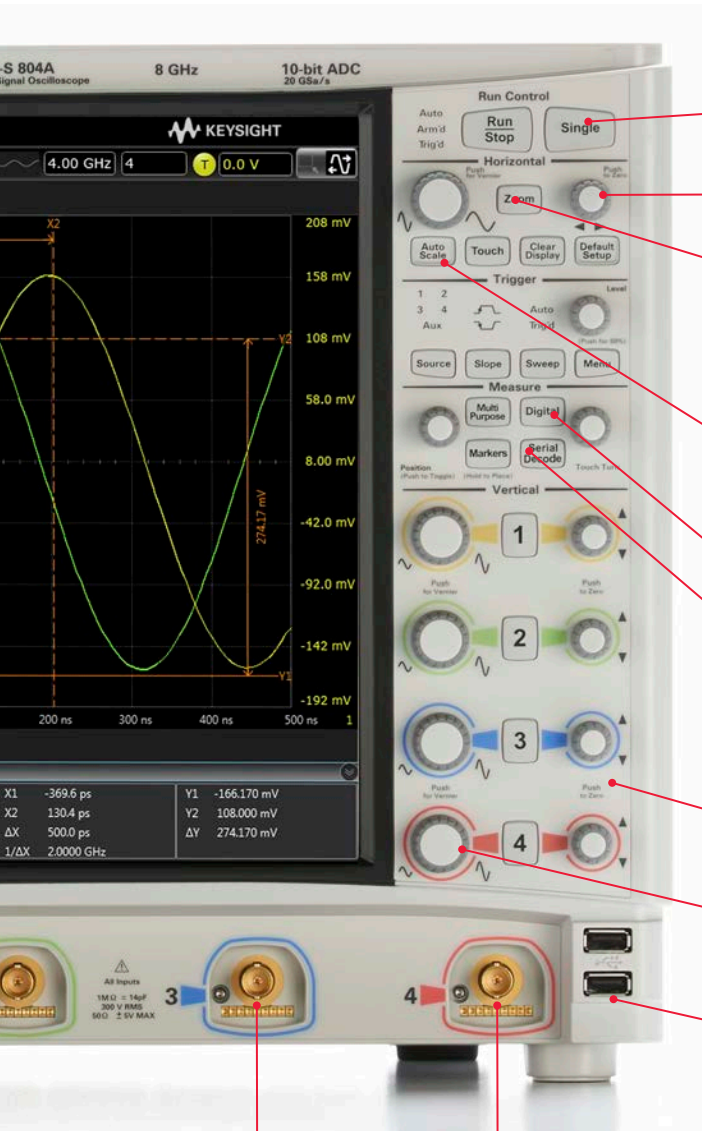 -S 804A
8 GHz
10-bit ADC
Signal Oscilloscope
20 GSa/s
Run Control
Auto
Arm'd
Trig'd
Run
Stop
Single
KEYSIGHT
4.00 GHz
4
T
0.0 V
Horizontal
Push
for Vernier
Zoom
Push
to Zero
Auto
Scale
Touch
Clear
Display
Default
Setup
Trigger
1 2
3 4
Aux
Auto
Trig'd
Level
(Push for 50%)
Source
Slope
Sweep
Menu
Measure
Multi
Purpose
Digital
Markers
Serial
Decode
Position
(Push to Toggle)
(Hold to Place)
Touch Tune
Vertical
1
Push
for Vernier
Push
to Zero
2
3
Push
for Vernier
Push
to Zero
4
X2
208 mV
158 mV
108 mV
Y2
58.0 mV
8.00 mV
274.17 mV
-42.0 mV
-92.0 mV
-142 mV
Y1
-192 mV
200 ns
300 ns
400 ns
500 ns
1
X1 -369.6 ps
X2 130.4 ps
ΔX 500.0 ps
1/ΔX 2.0000 GHz
Y1 -166.170 mV
Y2 108.000 mV
ΔY 274.170 mV
All Inputs
1MΩ = 14pF
300 V RMS
50Ω ±5V MAX
3
4